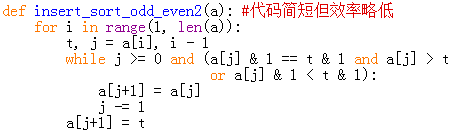 def insert_sort_odd_even2(a): #代码简短但效率略低
    for i in range(1, len(a)):
        t, j = a[i], i - 1
        while j >= 0 and (a[j] & 1 == t & 1 and a[j] > t
                          or a[j] & 1 < t & 1):
            a[j+1] = a[j]
            j -= 1
        a[j+1] = t